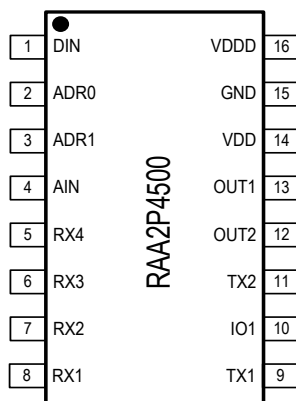 1 DIN VDDD 16
2 ADR0 GND 15
3 ADR1 VDD 14
4 AIN OUT1 13
5 RX4 OUT2 12
6 RX3 TX2 11
7 RX2 IO1 10
8 RX1 TX1 9
RAA2P4500